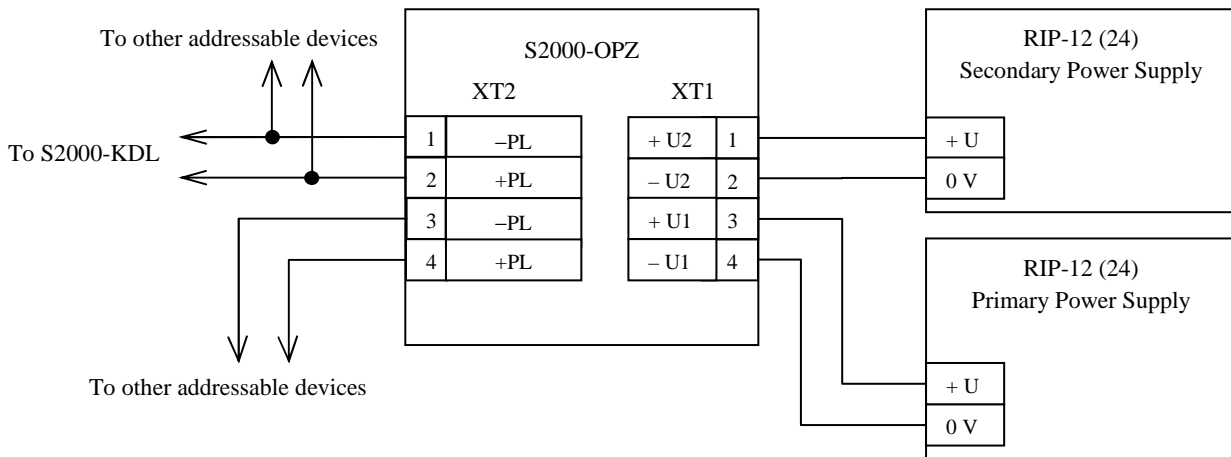 To other addressable devices
To S2000-KDL
To other addressable devices
S2000-OPZ
XT2
1 –PL
2 +PL
3 –PL
4 +PL
XT1
+ U2 1
– U2 2
+ U1 3
– U1 4
RIP-12 (24)
Secondary Power Supply
+ U
0 V
RIP-12 (24)
Primary Power Supply
+ U
0 V